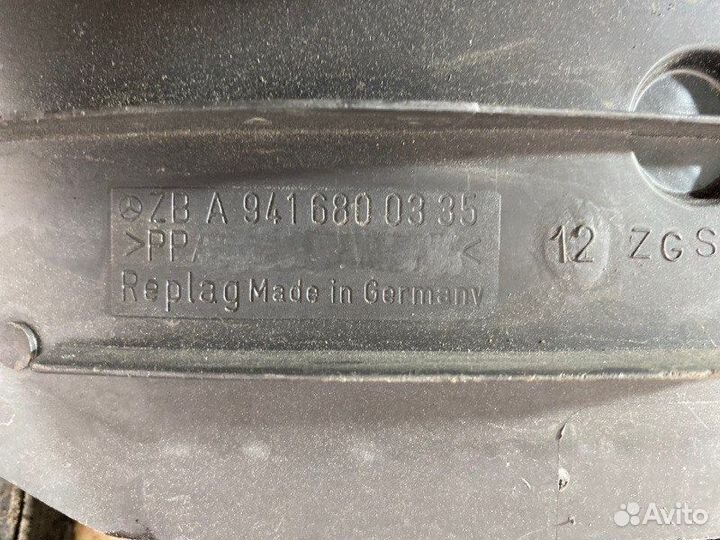 ZB A 941 680 03 35
>PP <
Replag Made in Germany
12 ZGS
Avito